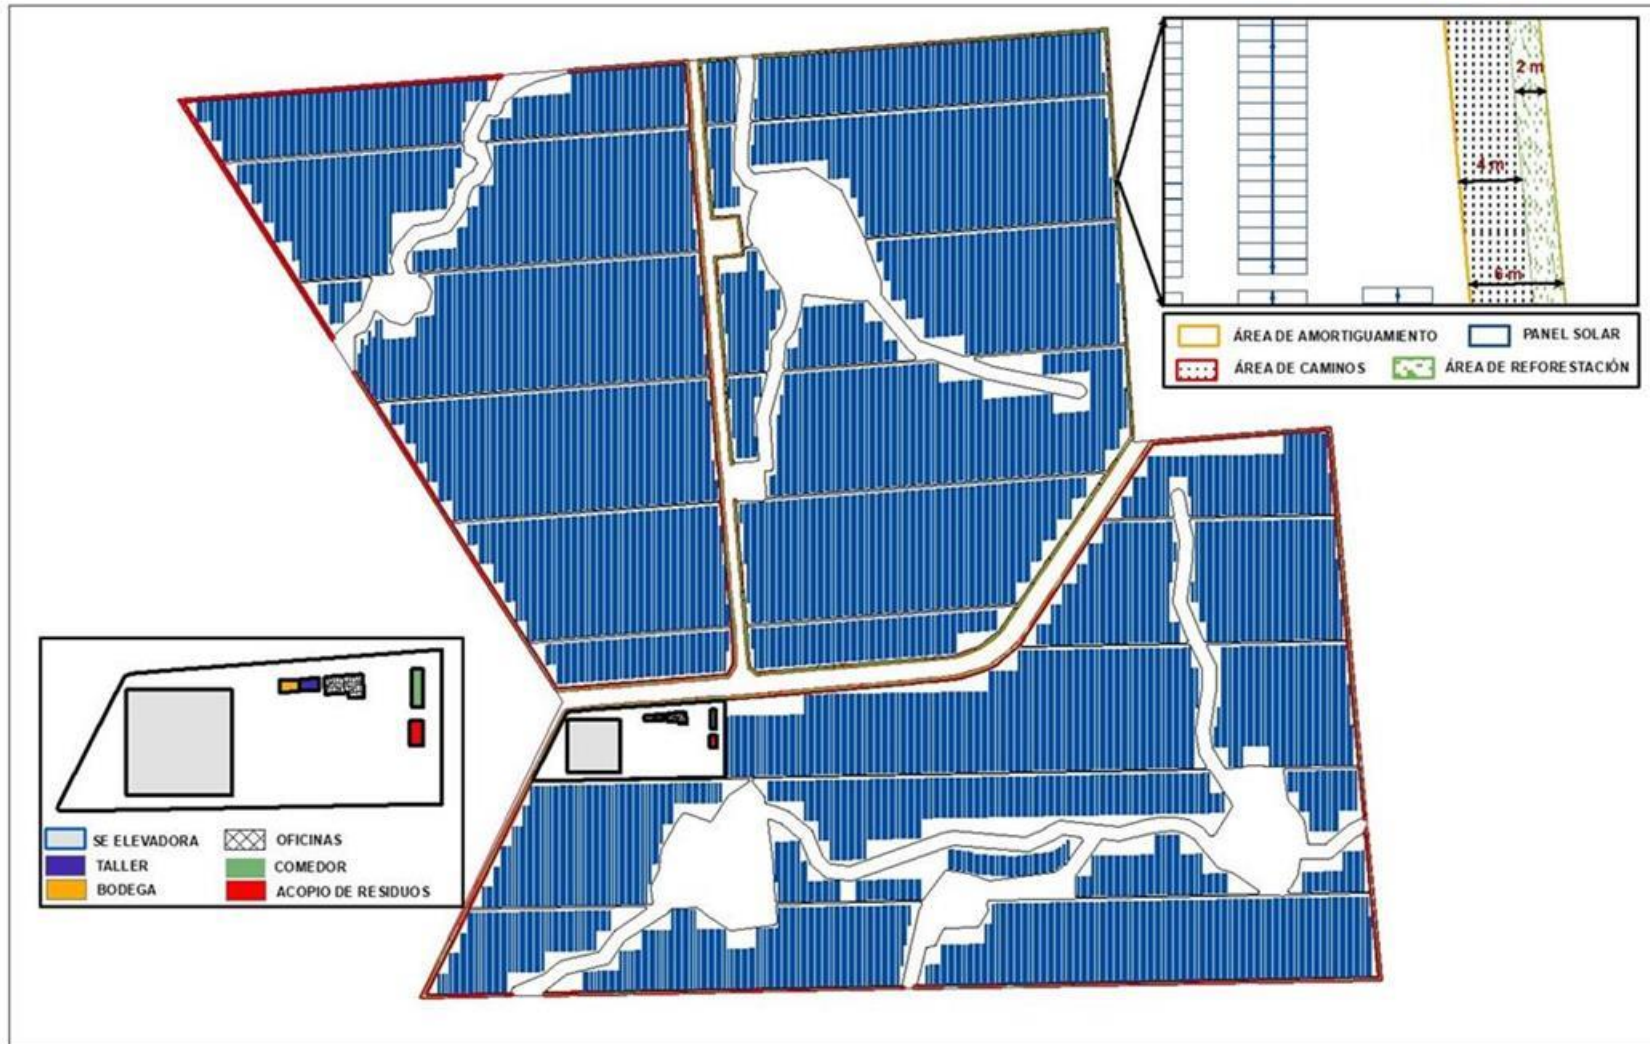 2 m
4 m
6 m
ÁREA DE AMORTIGUAMIENTO
PANEL SOLAR
ÁREA DE CAMINOS
ÁREA DE REFORESTACIÓN
SE ELEVADORA
OFICINAS
TALLER
COMEDOR
BODEGA
ACOPIO DE RESIDUOS